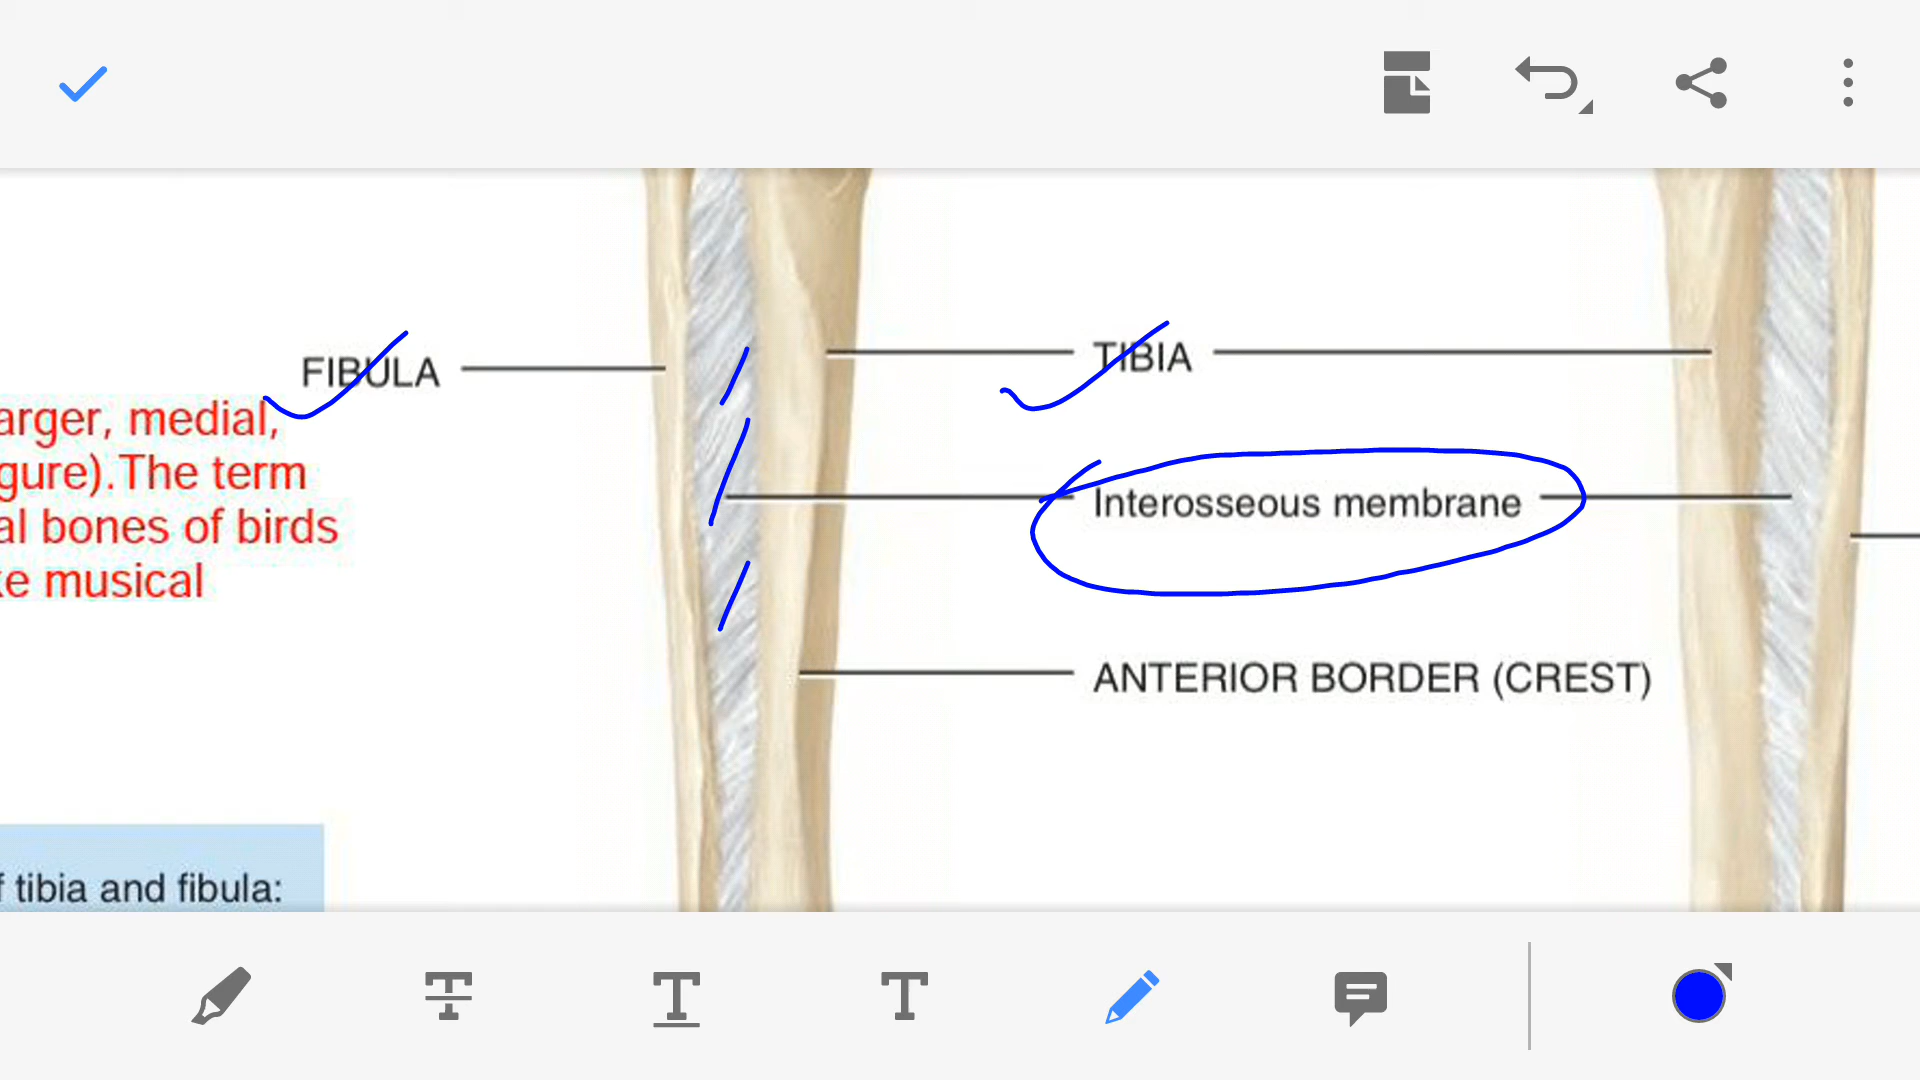 FIBULA
TIBIA
arger, medial,
gure).The term
al bones of birds
ke musical
Interosseous membrane
ANTERIOR BORDER (CREST)
f tibia and fibula: